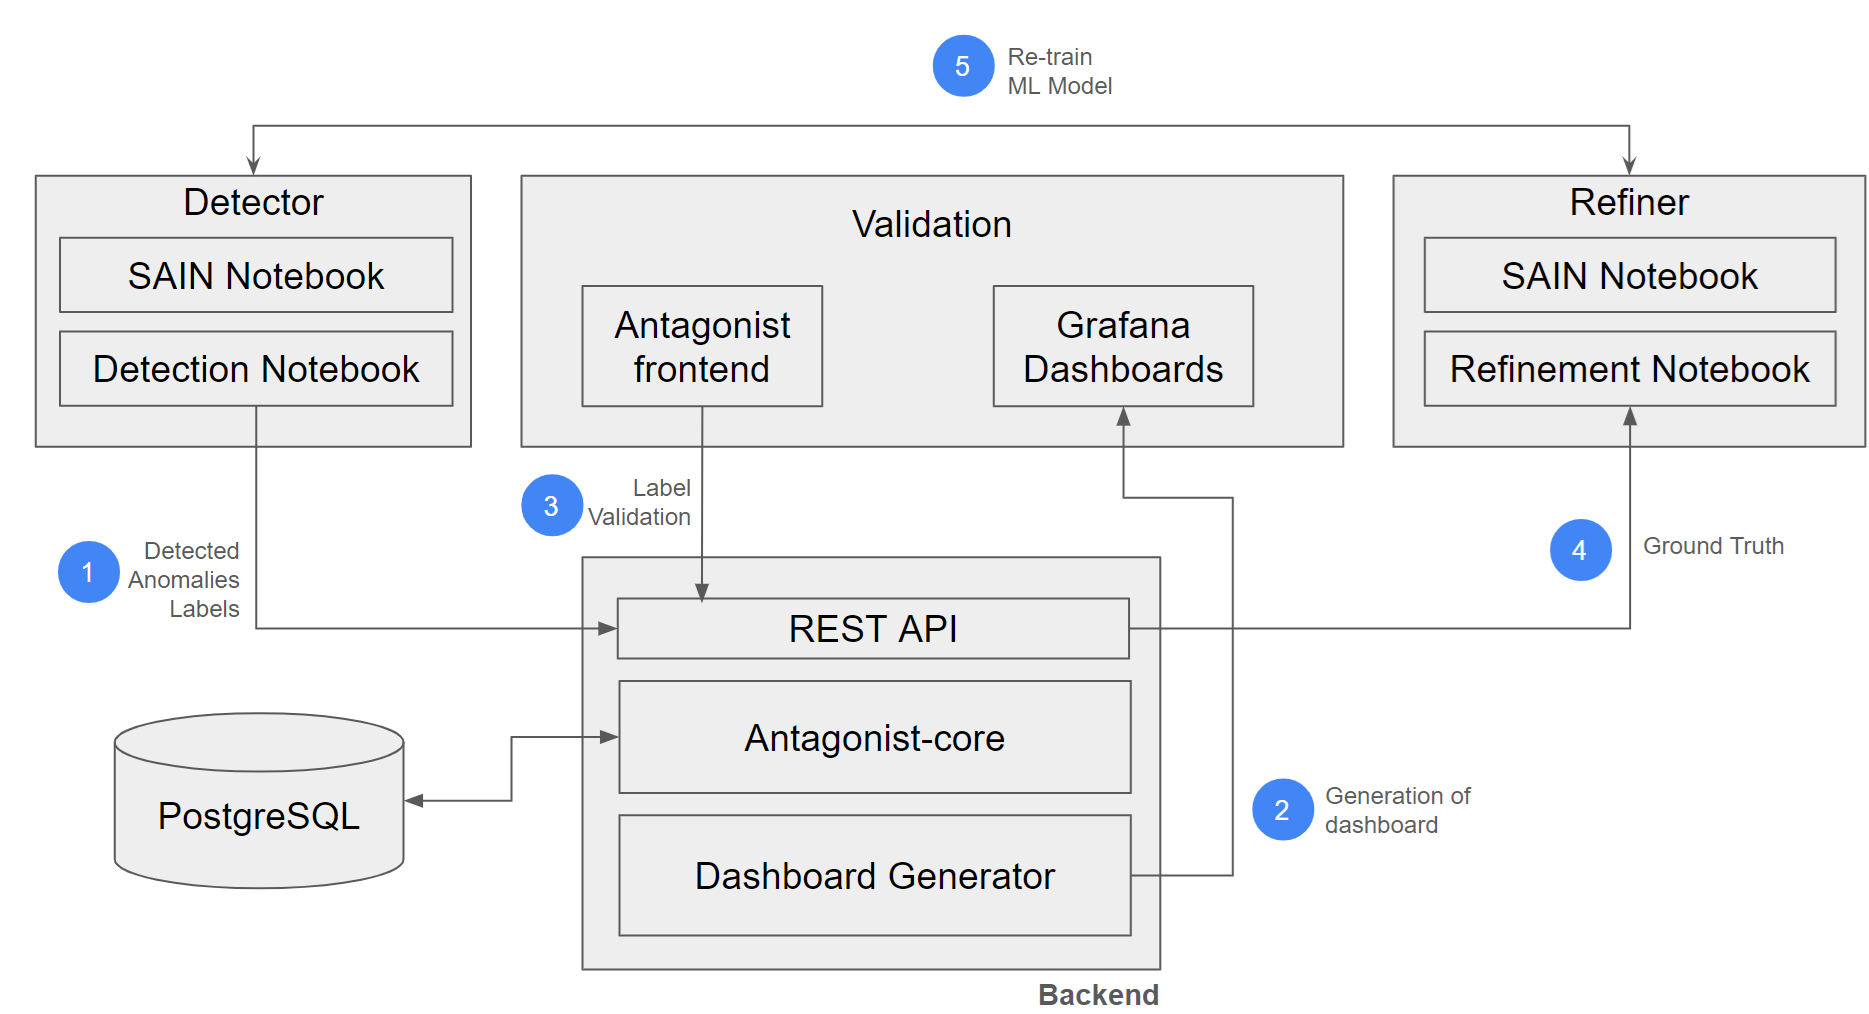 5
Re-train
ML Model
Detector
SAIN Notebook
Detection Notebook
Validation
Antagonist
frontend
Grafana
Dashboards
Refiner
SAIN Notebook
Refinement Notebook
1
Detected
Anomalies
Labels
3
Label
Validation
4
Ground Truth
REST API
Antagonist-core
Dashboard Generator
PostgreSQL
2
Generation of
dashboard
Backend